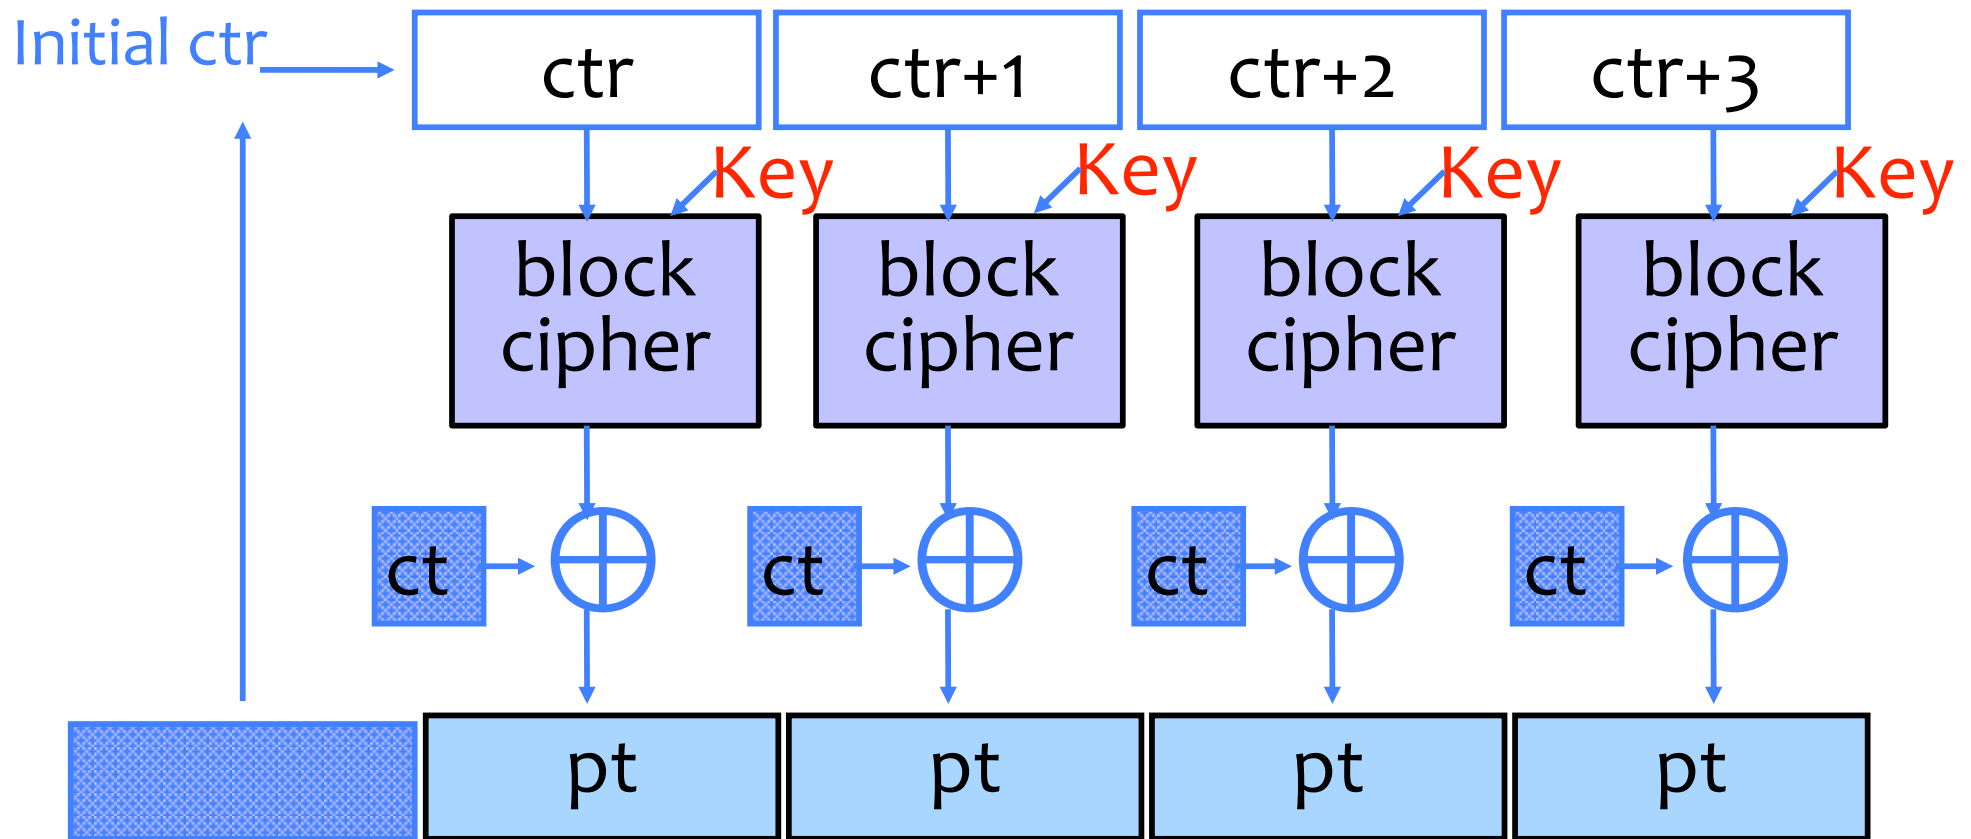 Initial ctr
ctr
ctr+1
ctr+2
ctr+3
Key
Key
Key
Key
block
cipher
block
cipher
block
cipher
block
cipher
ct
ct
ct
ct
pt
pt
pt
pt